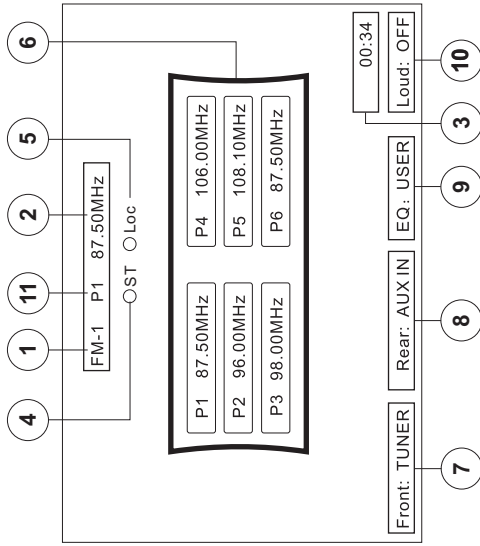 1 11 2 5 6
4
FM-1 P1 87.50MHz
ST Loc
P1 87.50MHz P4 106.00MHz
P2 96.00MHz P5 108.10MHz
P3 98.00MHz P6 87.50MHz
00:34
Front: TUNER Rear: AUX IN EQ: USER Loud: OFF
7 8 9 3 10